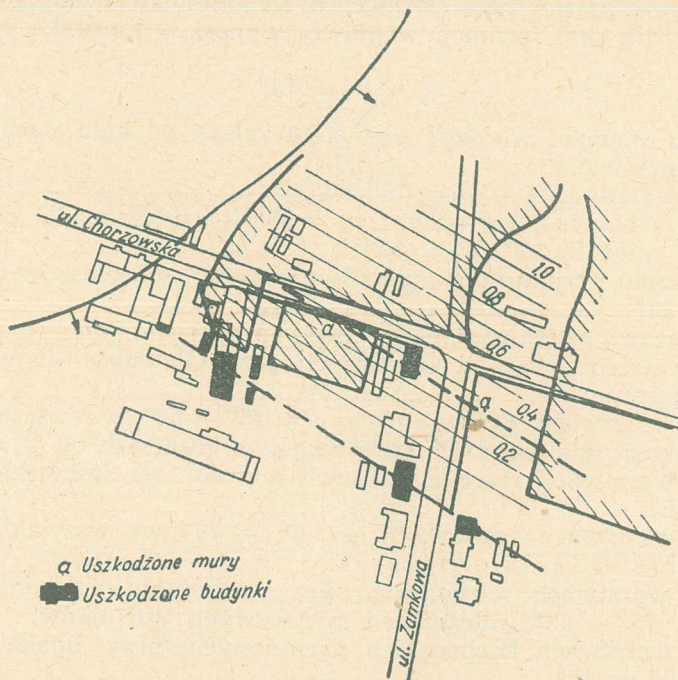 ul. Chorzowska
1,0
0,8
0,6
a
a
0,4
0,2
a Uszkodzone mury
Uszkodzone budynki
ul. Zamkowa